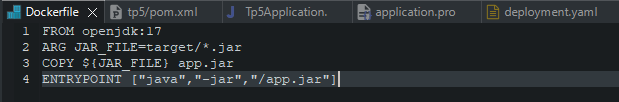 Dockerfile tp5/pom.xml Tp5Application. application.pro deployment.yaml
1 FROM openjdk:17
2 ARG JAR_FILE=target/*.jar
3 COPY ${JAR_FILE} app.jar
4 ENTRYPOINT ["java","-jar","/app.jar"]